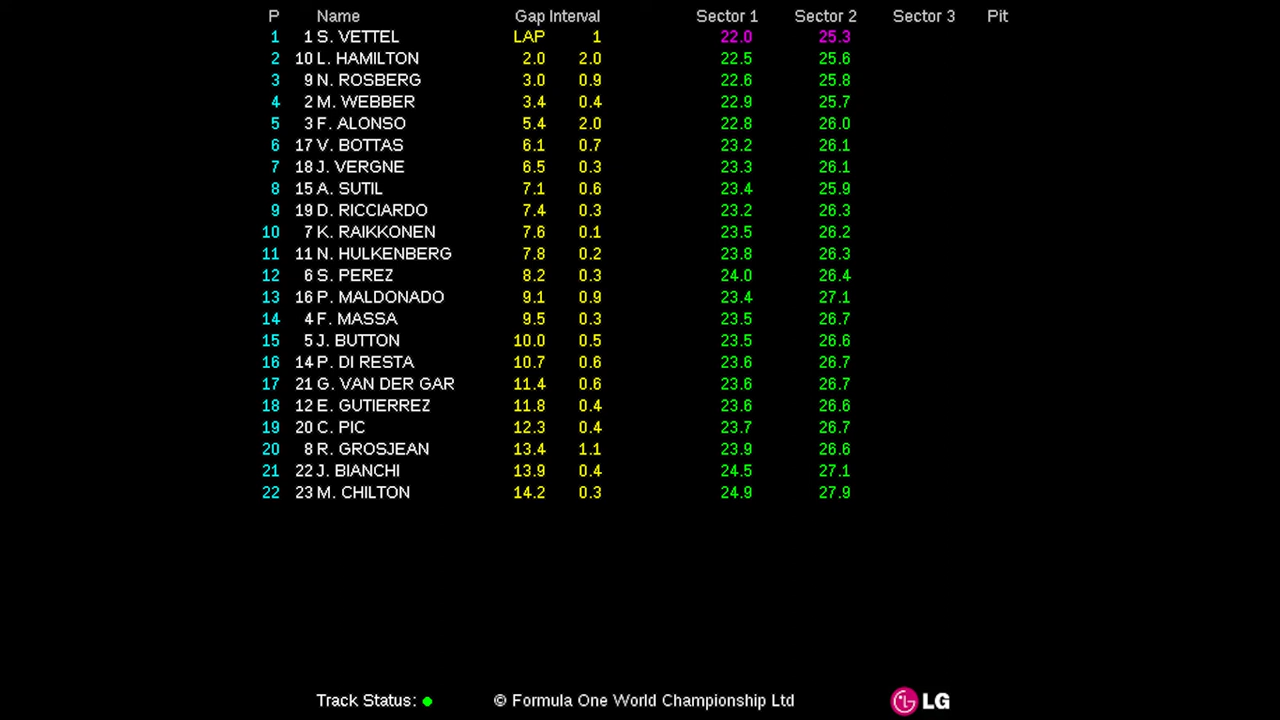 P Name Gap Interval Sector 1 Sector 2 Sector 3 Pit
1 1 S. VETTEL LAP 1 22.0 25.3
2 10 L. HAMILTON 2.0 2.0 22.5 25.6
3 9 N. ROSBERG 3.0 0.9 22.6 25.8
4 2 M. WEBBER 3.4 0.4 22.9 25.7
5 3 F. ALONSO 5.4 2.0 22.8 26.0
6 17 V. BOTTAS 6.1 0.7 23.2 26.1
7 18 J. VERGNE 6.5 0.3 23.3 26.1
8 15 A. SUTIL 7.1 0.6 23.4 25.9
9 19 D. RICCIARDO 7.4 0.3 23.2 26.3
10 7 K. RAIKKONEN 7.6 0.1 23.5 26.2
11 11 N. HULKENBERG 7.8 0.2 23.8 26.3
12 6 S. PEREZ 8.2 0.3 24.0 26.4
13 16 P. MALDONADO 9.1 0.9 23.4 27.1
14 4 F. MASSA 9.5 0.3 23.5 26.7
15 5 J. BUTTON 10.0 0.5 23.5 26.6
16 14 P. DI RESTA 10.7 0.6 23.6 26.7
17 21 G. VAN DER GAR 11.4 0.6 23.6 26.7
18 12 E. GUTIERREZ 11.8 0.4 23.6 26.6
19 20 C. PIC 12.3 0.4 23.7 26.7
20 8 R. GROSJEAN 13.4 1.1 23.9 26.6
21 22 J. BIANCHI 13.9 0.4 24.5 27.1
22 23 M. CHILTON 14.2 0.3 24.9 27.9
Track Status: © Formula One World Championship Ltd LG